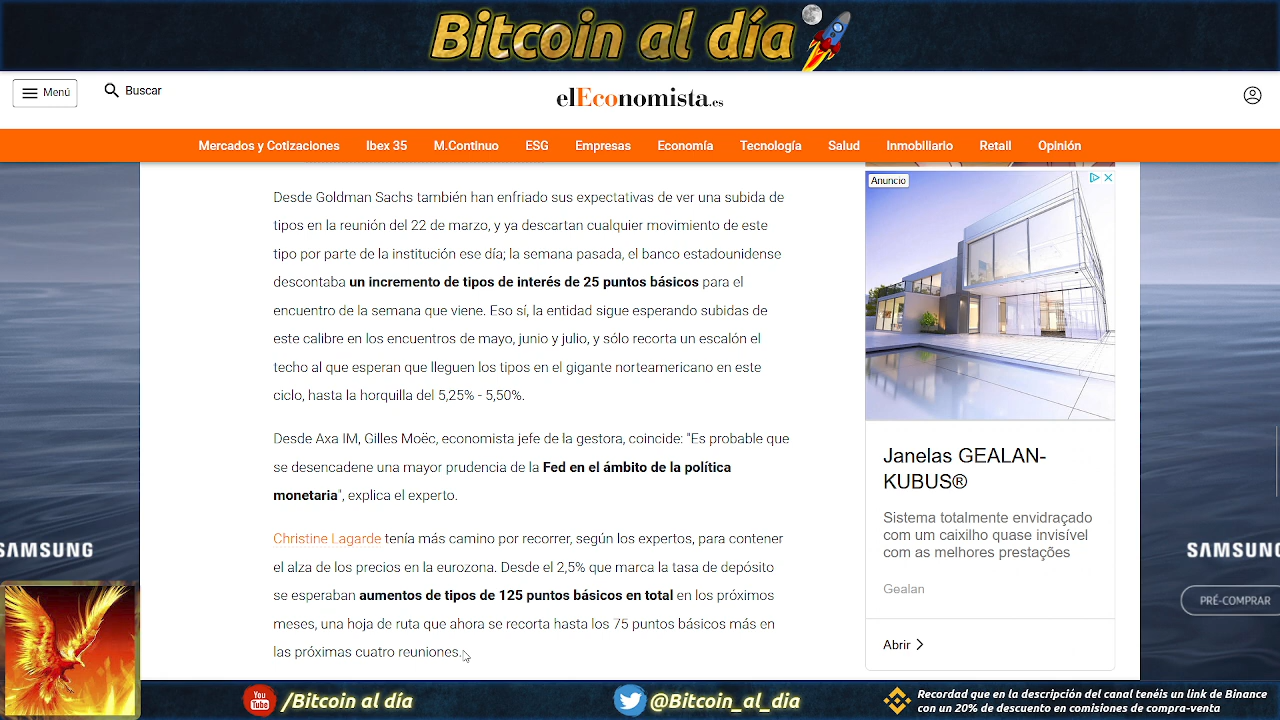 Bitcoin al día
Menú
Buscar
elEconomista.es
Mercados y Cotizaciones Ibex 35 M.Continuo ESG Empresas Economía Tecnología Salud Inmobiliario Retail Opinión
Desde Goldman Sachs también han enfriado sus expectativas de ver una subida de
tipos en la reunión del 22 de marzo, y ya descartan cualquier movimiento de este
tipo por parte de la institución ese día; la semana pasada, el banco estadounidense
descontaba un incremento de tipos de interés de 25 puntos básicos para el
encuentro de la semana que viene. Eso sí, la entidad sigue esperando subidas de
este calibre en los encuentros de mayo, junio y julio, y sólo recorta un escalón el
techo al que esperan que lleguen los tipos en el gigante norteamericano en este
ciclo, hasta la horquilla del 5,25% - 5,50%.
Desde Axa IM, Gilles Moëc, economista jefe de la gestora, coincide: "Es probable que
se desencadene una mayor prudencia de la Fed en el ámbito de la política
monetaria", explica el experto.
Christine Lagarde tenía más camino por recorrer, según los expertos, para contener
el alza de los precios en la eurozona. Desde el 2,5% que marca la tasa de depósito
se esperaban aumentos de tipos de 125 puntos básicos en total en los próximos
meses, una hoja de ruta que ahora se recorta hasta los 75 puntos básicos más en
las próximas cuatro reuniones.
Anuncio
Janelas GEALAN-
KUBUS®
Sistema totalmente envidraçado
com um caixilho quase invisível
com as melhores prestações
Gealan
Abrir
SAMSUNG
SAMSUNG
PRÉ-COMPRAR
You
Tube
/Bitcoin al día
@Bitcoin_al_dia
Recordad que en la descripción del canal tenéis un link de Binance
con un 20% de descuento en comisiones de compra-venta